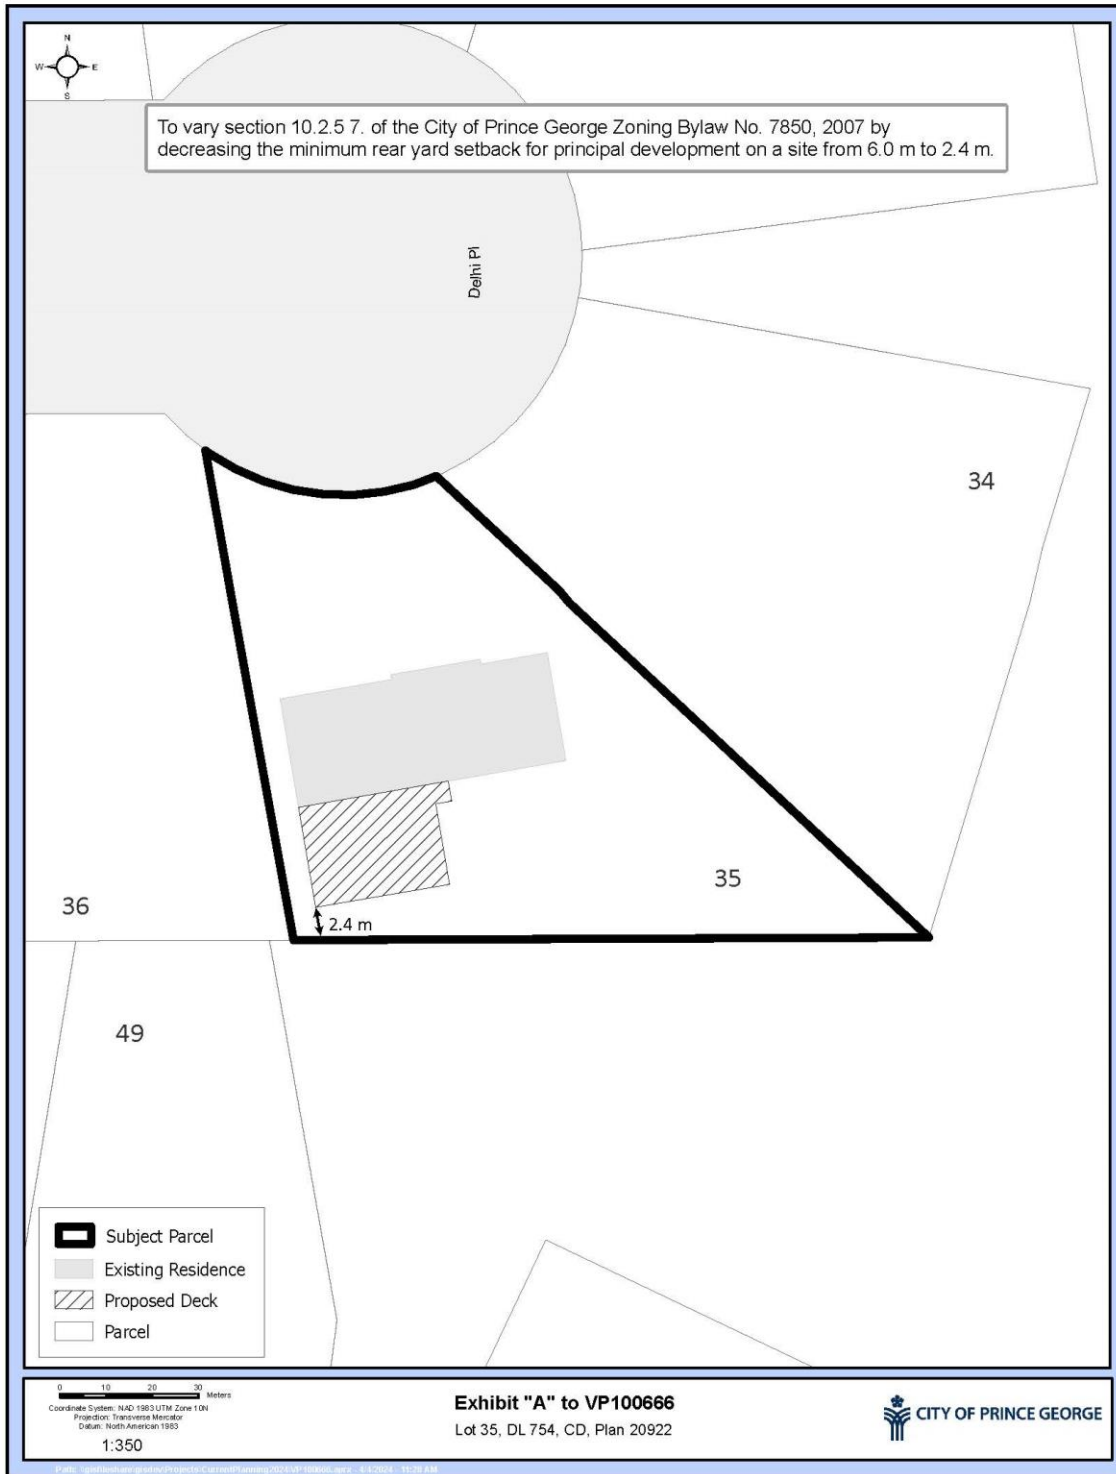 N
W E
S
To vary section 10.2.5 7. of the City of Prince George Zoning Bylaw No. 7850, 2007 by
decreasing the minimum rear yard setback for principal development on a site from 6.0 m to 2.4 m.
Delhi Pl
34
35
36
2.4 m
49
Subject Parcel
Existing Residence
Proposed Deck
Parcel
0 10 20 30
Meters
Coordinate System: NAD 1983 UTM Zone 10N
Projection: Transverse Mercator
Datum: North American 1983
1:350
Exhibit "A" to VP100666
Lot 35, DL 754, CD, Plan 20922
CITY OF PRINCE GEORGE